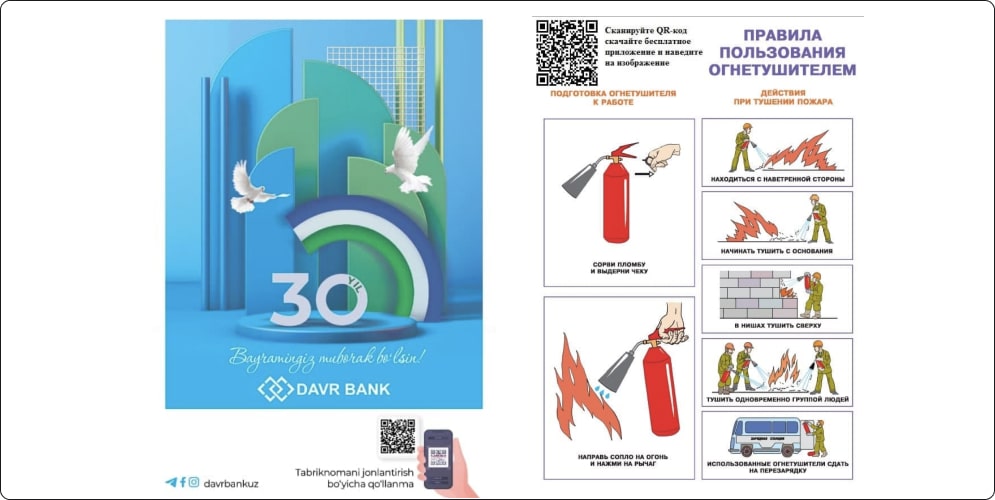 30
YIL
Bayramingiz muborak bo'lsin!
DAVR BANK
davrbankuz
Tabriknomani jonlantirish
bo'yicha qo'llanma
Сканируйте QR-код
скачайте бесплатное
приложение и наведите
на изображение
ПРАВИЛА
ПОЛЬЗОВАНИЯ
ОГНЕТУШИТЕЛЕМ
ПОДГОТОВКА ОГНЕТУШИТЕЛЯ
К РАБОТЕ
СОРВИ ПЛОМБУ
И ВЫДЕРНИ ЧЕКУ
НАПРАВЬ СОПЛО НА ОГОНЬ
И НАЖМИ НА РЫЧАГ
ДЕЙСТВИЯ
ПРИ ТУШЕНИИ ПОЖАРА
НАХОДИТЬСЯ С НАВЕТРЕННОЙ СТОРОНЫ
НАЧИНАТЬ ТУШИТЬ С ОСНОВАНИЯ
В НИШАХ ТУШИТЬ СВЕРХУ
ТУШИТЬ ОДНОВРЕМЕННО ГРУППОЙ ЛЮДЕЙ
ИСПОЛЬЗОВАННЫЕ ОГНЕТУШИТЕЛИ СДАТЬ
НА ПЕРЕЗАРЯДКУ